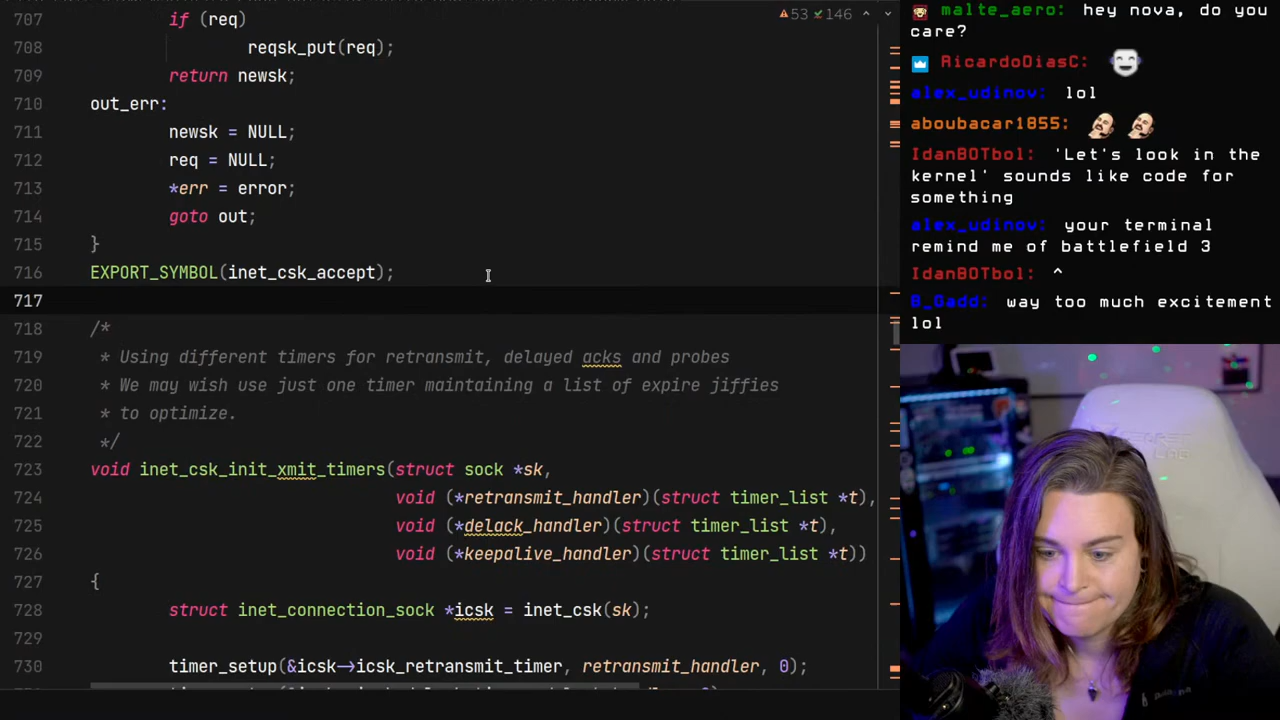 707 if (req)
708 reqsk_put(req);
709 return newsk;
710 out_err:
711 newsk = NULL;
712 req = NULL;
713 *err = error;
714 goto out;
715 }
716 EXPORT_SYMBOL(inet_csk_accept);
717
718 /*
719 * Using different timers for retransmit, delayed acks and probes
720 * We may wish use just one timer maintaining a list of expire jiffies
721 * to optimize.
722 */
723 void inet_csk_init_xmit_timers(struct sock *sk,
724 void (*retransmit_handler)(struct timer_list *t),
725 void (*delack_handler)(struct timer_list *t),
726 void (*keepalive_handler)(struct timer_list *t))
727 {
728 struct inet_connection_sock *icsk = inet_csk(sk);
729
730 timer_setup(&icsk->icsk_retransmit_timer, retransmit_handler, 0);
53 146
malte_aero: hey nova, do you
care?
RicardoDiasC:
alex_udinov: lol
aboubacar1855:
IdanBOTbol: 'Let's look in the
kernel' sounds like code for
something
alex_udinov: your terminal
remind me of battlefield 3
IdanBOTbol: ^
B_Gadd: way too much excitement
lol